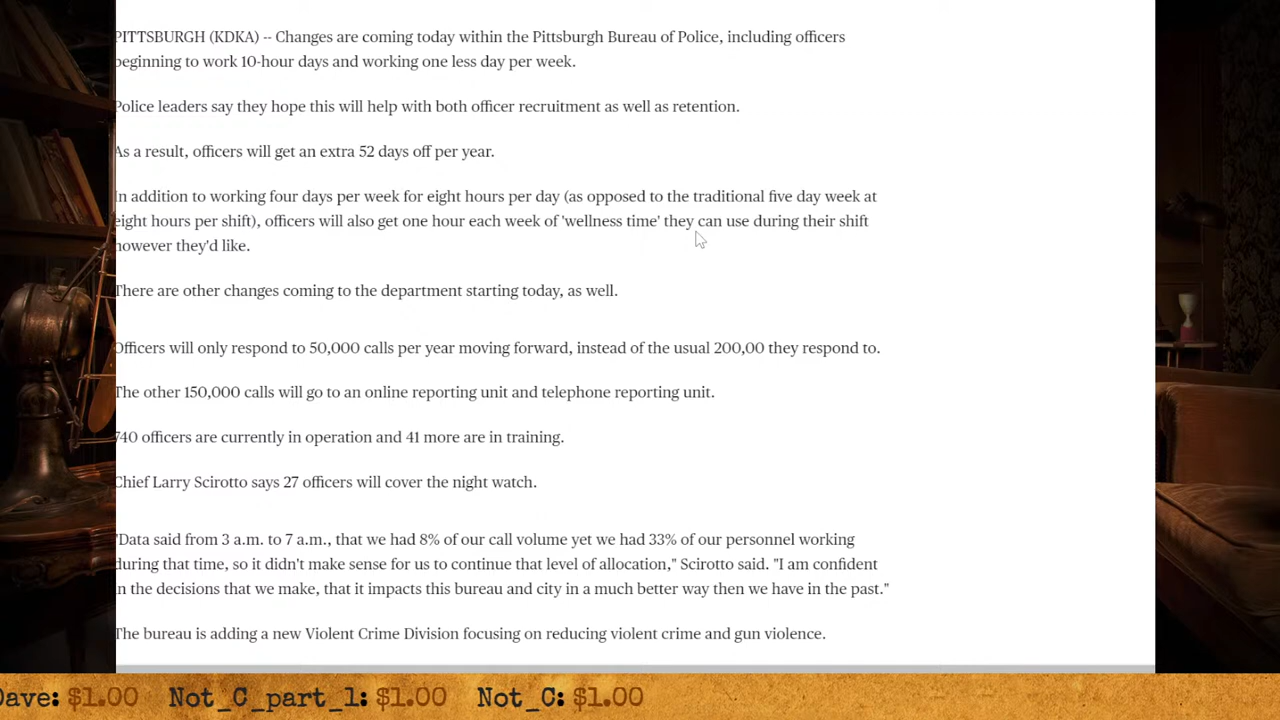 PITTSBURGH (KDKA) -- Changes are coming today within the Pittsburgh Bureau of Police, including officers
beginning to work 10-hour days and working one less day per week.
Police leaders say they hope this will help with both officer recruitment as well as retention.
As a result, officers will get an extra 52 days off per year.
In addition to working four days per week for eight hours per day (as opposed to the traditional five day week at
eight hours per shift), officers will also get one hour each week of 'wellness time' they can use during their shift
however they'd like.
There are other changes coming to the department starting today, as well.
Officers will only respond to 50,000 calls per year moving forward, instead of the usual 200,00 they respond to.
The other 150,000 calls will go to an online reporting unit and telephone reporting unit.
740 officers are currently in operation and 41 more are in training.
Chief Larry Scirotto says 27 officers will cover the night watch.
"Data said from 3 a.m. to 7 a.m., that we had 8% of our call volume yet we had 33% of our personnel working
during that time, so it didn't make sense for us to continue that level of allocation," Scirotto said. "I am confident
in the decisions that we make, that it impacts this bureau and city in a much better way then we have in the past."
The bureau is adding a new Violent Crime Division focusing on reducing violent crime and gun violence.
Dave: $1.00 Not_C_part_1: $1.00 Not_C: $1.00